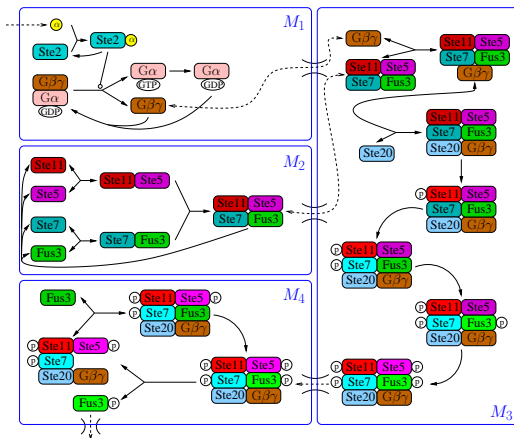 M1
α
Ste2
Ste2 α
Gβγ
Gα
GDP
Gα
GTP
Gα
GDP
Gβγ
M2
Ste11
Ste5
Ste11 Ste5
Ste7
Fus3
Ste7 Fus3
Ste11 Ste5
Ste7 Fus3
M4
Fus3
p Ste11 Ste5 p
p Ste7 Fus3
Ste20 Gβγ
p Ste11 Ste5 p
p Ste7
Ste20 Gβγ
Fus3 p
p Ste11 Ste5 p
p Ste7 Fus3 p
Ste20 Gβγ
Gβγ
Ste11 Ste5
Ste7 Fus3
Ste11 Ste5
Ste7 Fus3
Gβγ
Ste20
Ste11 Ste5
Ste7 Fus3
Ste20 Gβγ
p Ste11 Ste5
Ste7 Fus3
Ste20 Gβγ
p Ste11 Ste5
p Ste7 Fus3
Ste20 Gβγ
p Ste11 Ste5
p Ste7 Fus3 p
Ste20 Gβγ
p Ste11 Ste5 p
p Ste7 Fus3 p
Ste20 Gβγ
M3